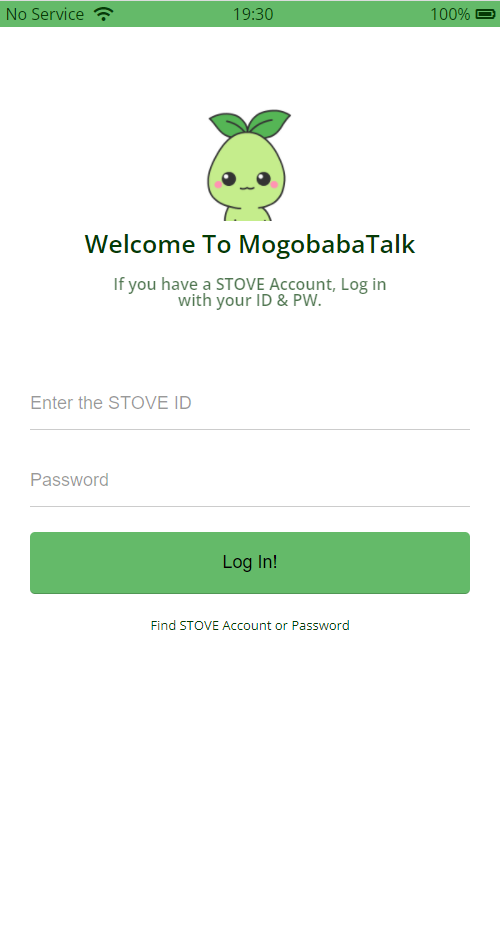 No Service 19:30 100%
Welcome To MogobabaTalk
If you have a STOVE Account, Log in
with your ID & PW.
Enter the STOVE ID
Password
Log In!
Find STOVE Account or Password